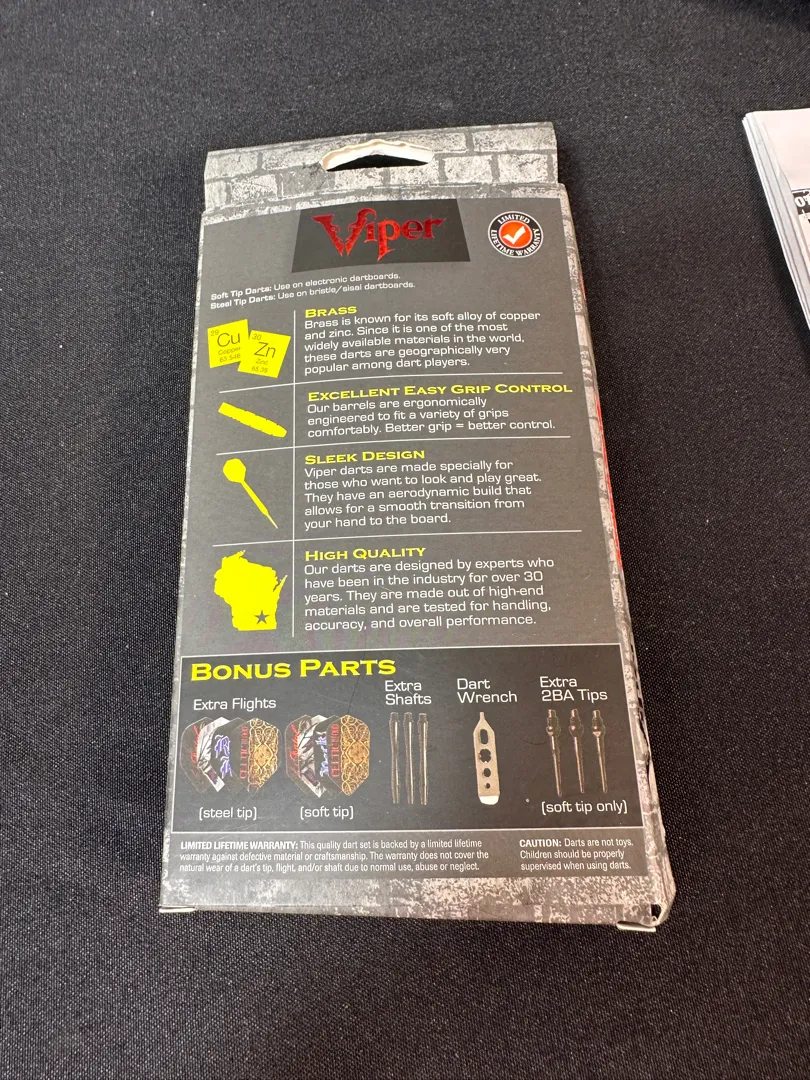 Viper
LIMITED
LIFETIME WARRANTY
Soft Tip Darts: Use on electronic dartboards.
Steel Tip Darts: Use on bristle/sisal dartboards.
29
Cu
Copper
63.546
30
Zn
Zinc
65.39
BRASS
Brass is known for its soft alloy of copper
and zinc. Since it is one of the most
widely available materials in the world,
these darts are geographically very
popular among dart players.
EXCELLENT EASY GRIP CONTROL
Our barrels are ergonomically
engineered to fit a variety of grips
comfortably. Better grip = better control.
SLEEK DESIGN
Viper darts are made specially for
those who want to look and play great.
They have an aerodynamic build that
allows for a smooth transition from
your hand to the board.
HIGH QUALITY
Our darts are designed by experts who
have been in the industry for over 30
years. They are made out of high-end
materials and are tested for handling,
accuracy, and overall performance.
BONUS PARTS
Extra Flights
(steel tip)
(soft tip)
Extra
Shafts
Dart
Wrench
Extra
2BA Tips
(soft tip only)
LIMITED LIFETIME WARRANTY: This quality dart set is backed by a limited lifetime
warranty against defective material or craftsmanship. The warranty does not cover the
natural wear of a dart's tip, flight, and/or shaft due to normal use, abuse or neglect.
CAUTION: Darts are not toys.
Children should be properly
supervised when using darts.